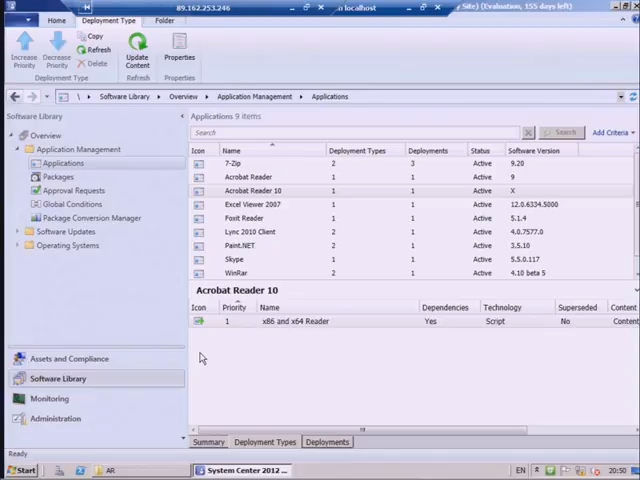 89.162.253.246
n localhost
Site) (Evaluation, 155 days left)
Home
Deployment Type
Folder
Increase Priority
Decrease Priority
Copy
Refresh
Delete
Update Content
Properties
Deployment Type
Refresh
Properties
\ Software Library Overview Application Management Applications
Software Library
Overview
Application Management
Applications
Packages
Approval Requests
Global Conditions
Package Conversion Manager
Software Updates
Operating Systems
Assets and Compliance
Software Library
Monitoring
Administration
Applications 9 items
Search Search Add Criteria
Icon Name Deployment Types Deployments Status Software Version
7-Zip 2 3 Active 9.20
Acrobat Reader 1 1 Active 9
Acrobat Reader 10 1 1 Active X
Excel Viewer 2007 1 1 Active 12.0.6334.5000
Foxit Reader 1 1 Active 5.1.4
Lync 2010 Client 2 1 Active 4.0.7577.0
Paint.NET 2 1 Active 3.5.10
Skype 1 1 Active 5.5.0.117
WinRar 2 1 Active 4.10 beta 5
Acrobat Reader 10
Icon Priority Name Dependencies Technology Superseded Content
1 x86 and x64 Reader Yes Script No Content
Summary Deployment Types Deployments
Ready
Start AR System Center 2012 ... EN 20:50